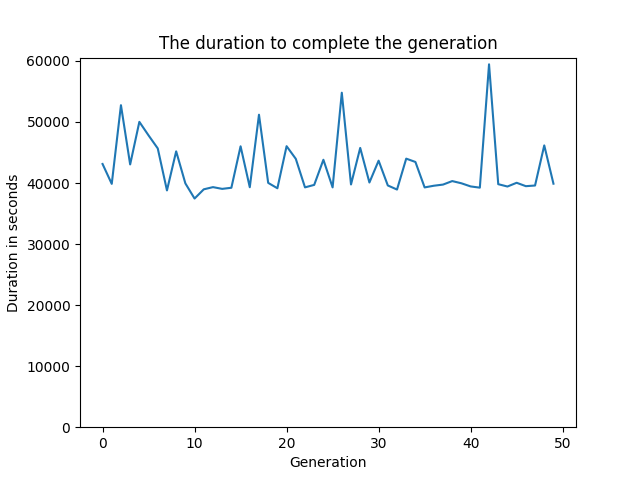 The duration to complete the generation
60000
50000
40000
30000
20000
10000
0
Duration in seconds
0 10 20 30 40 50
Generation